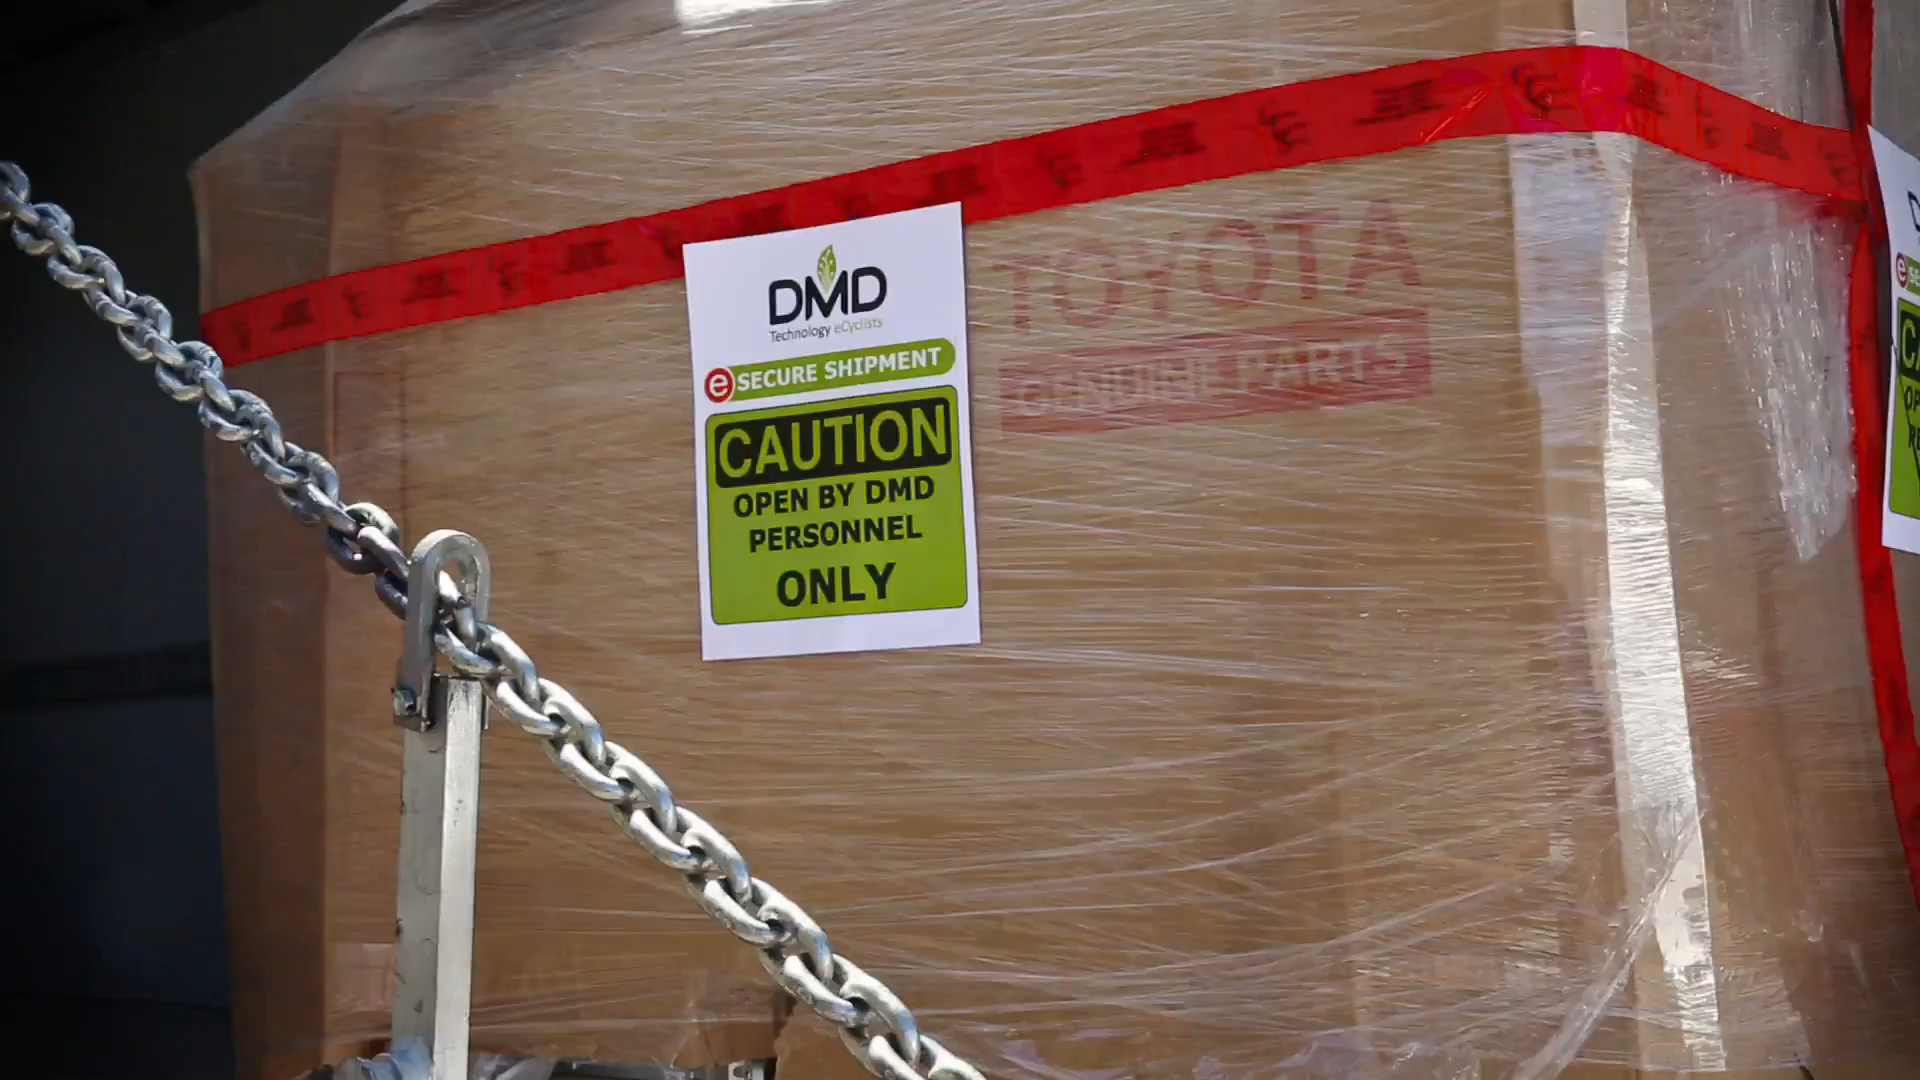 DMD
Technology eCyclists
e SECURE SHIPMENT
CAUTION
OPEN BY DMD
PERSONNEL
ONLY
TOYOTA
GENUINE PARTS